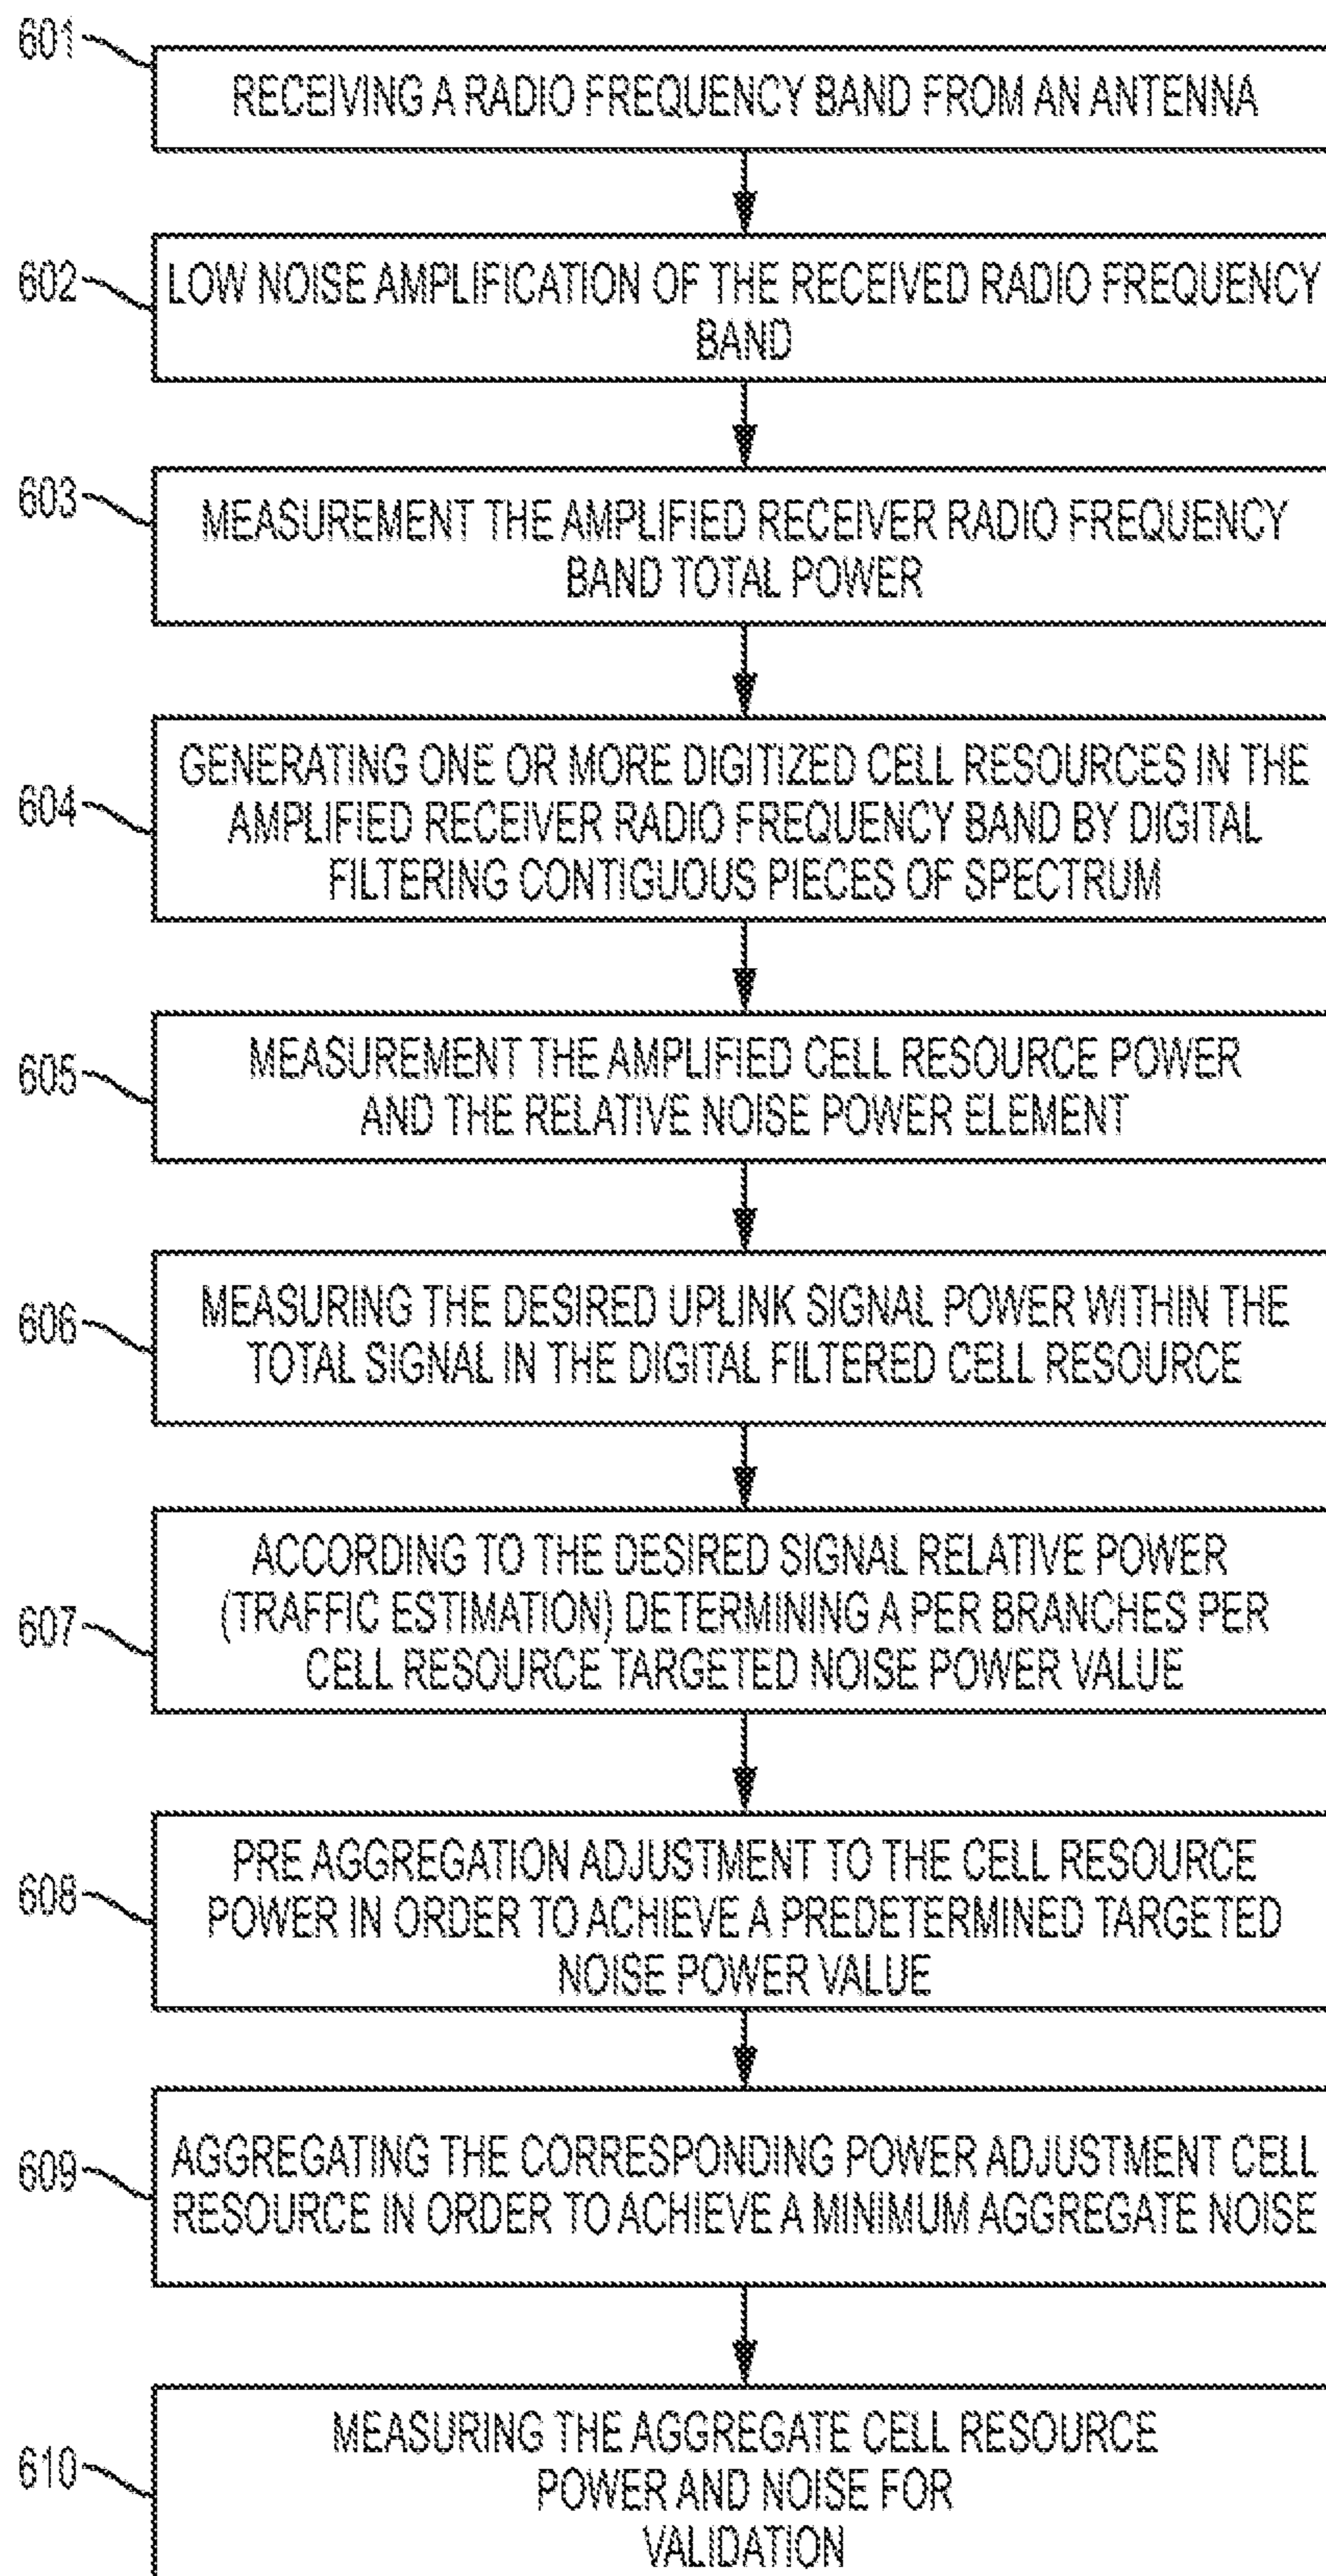 601
RECEIVING A RADIO FREQUENCY BAND FROM AN ANTENNA
602
LOW NOISE AMPLIFICATION OF THE RECEIVED RADIO FREQUENCY
BAND
603
MEASUREMENT THE AMPLIFIED RECEIVER RADIO FREQUENCY
BAND TOTAL POWER
604
GENERATING ONE OR MORE DIGITIZED CELL RESOURCES IN THE
AMPLIFIED RECEIVER RADIO FREQUENCY BAND BY DIGITAL
FILTERING CONTIGUOUS PIECES OF SPECTRUM
605
MEASUREMENT THE AMPLIFIED CELL RESOURCE POWER
AND THE RELATIVE NOISE POWER ELEMENT
606
MEASURING THE DESIRED UPLINK SIGNAL POWER WITHIN THE
TOTAL SIGNAL IN THE DIGITAL FILTERED CELL RESOURCE
607
ACCORDING TO THE DESIRED SIGNAL RELATIVE POWER
(TRAFFIC ESTIMATION) DETERMINING A PER BRANCHES PER
CELL RESOURCE TARGETED NOISE POWER VALUE
608
PRE AGGREGATION ADJUSTMENT TO THE CELL RESOURCE
POWER IN ORDER TO ACHIEVE A PREDETERMINED TARGETED
NOISE POWER VALUE
609
AGGREGATING THE CORRESPONDING POWER ADJUSTMENT CELL
RESOURCE IN ORDER TO ACHIEVE A MINIMUM AGGREGATE NOISE
610
MEASURING THE AGGREGATE CELL RESOURCE
POWER AND NOISE FOR
VALIDATION